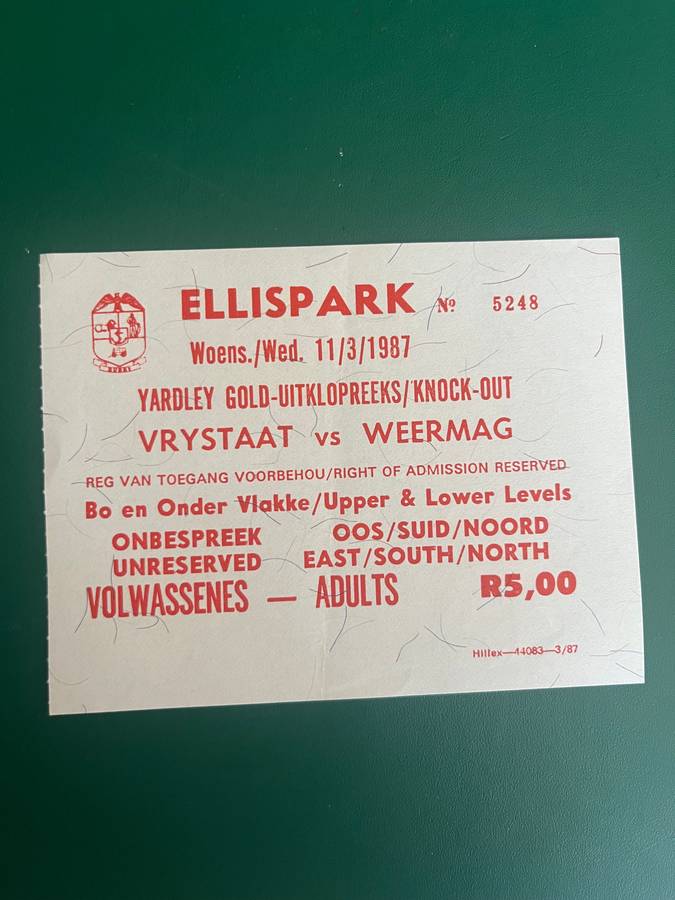 ELLISPARK Nº 5248
Woens./Wed. 11/3/1987
YARDLEY GOLD-UITKLOPREEKS/KNOCK-OUT
VRYSTAAT vs WEERMAG
REG VAN TOEGANG VOORBEHOU/RIGHT OF ADMISSION RESERVED
Bo en Onder Vlakke/Upper & Lower Levels
ONBESPREEK OOS/SUID/NOORD
UNRESERVED EAST/SOUTH/NORTH
VOLWASSENES — ADULTS R5,00
Hillex—44083—3/87